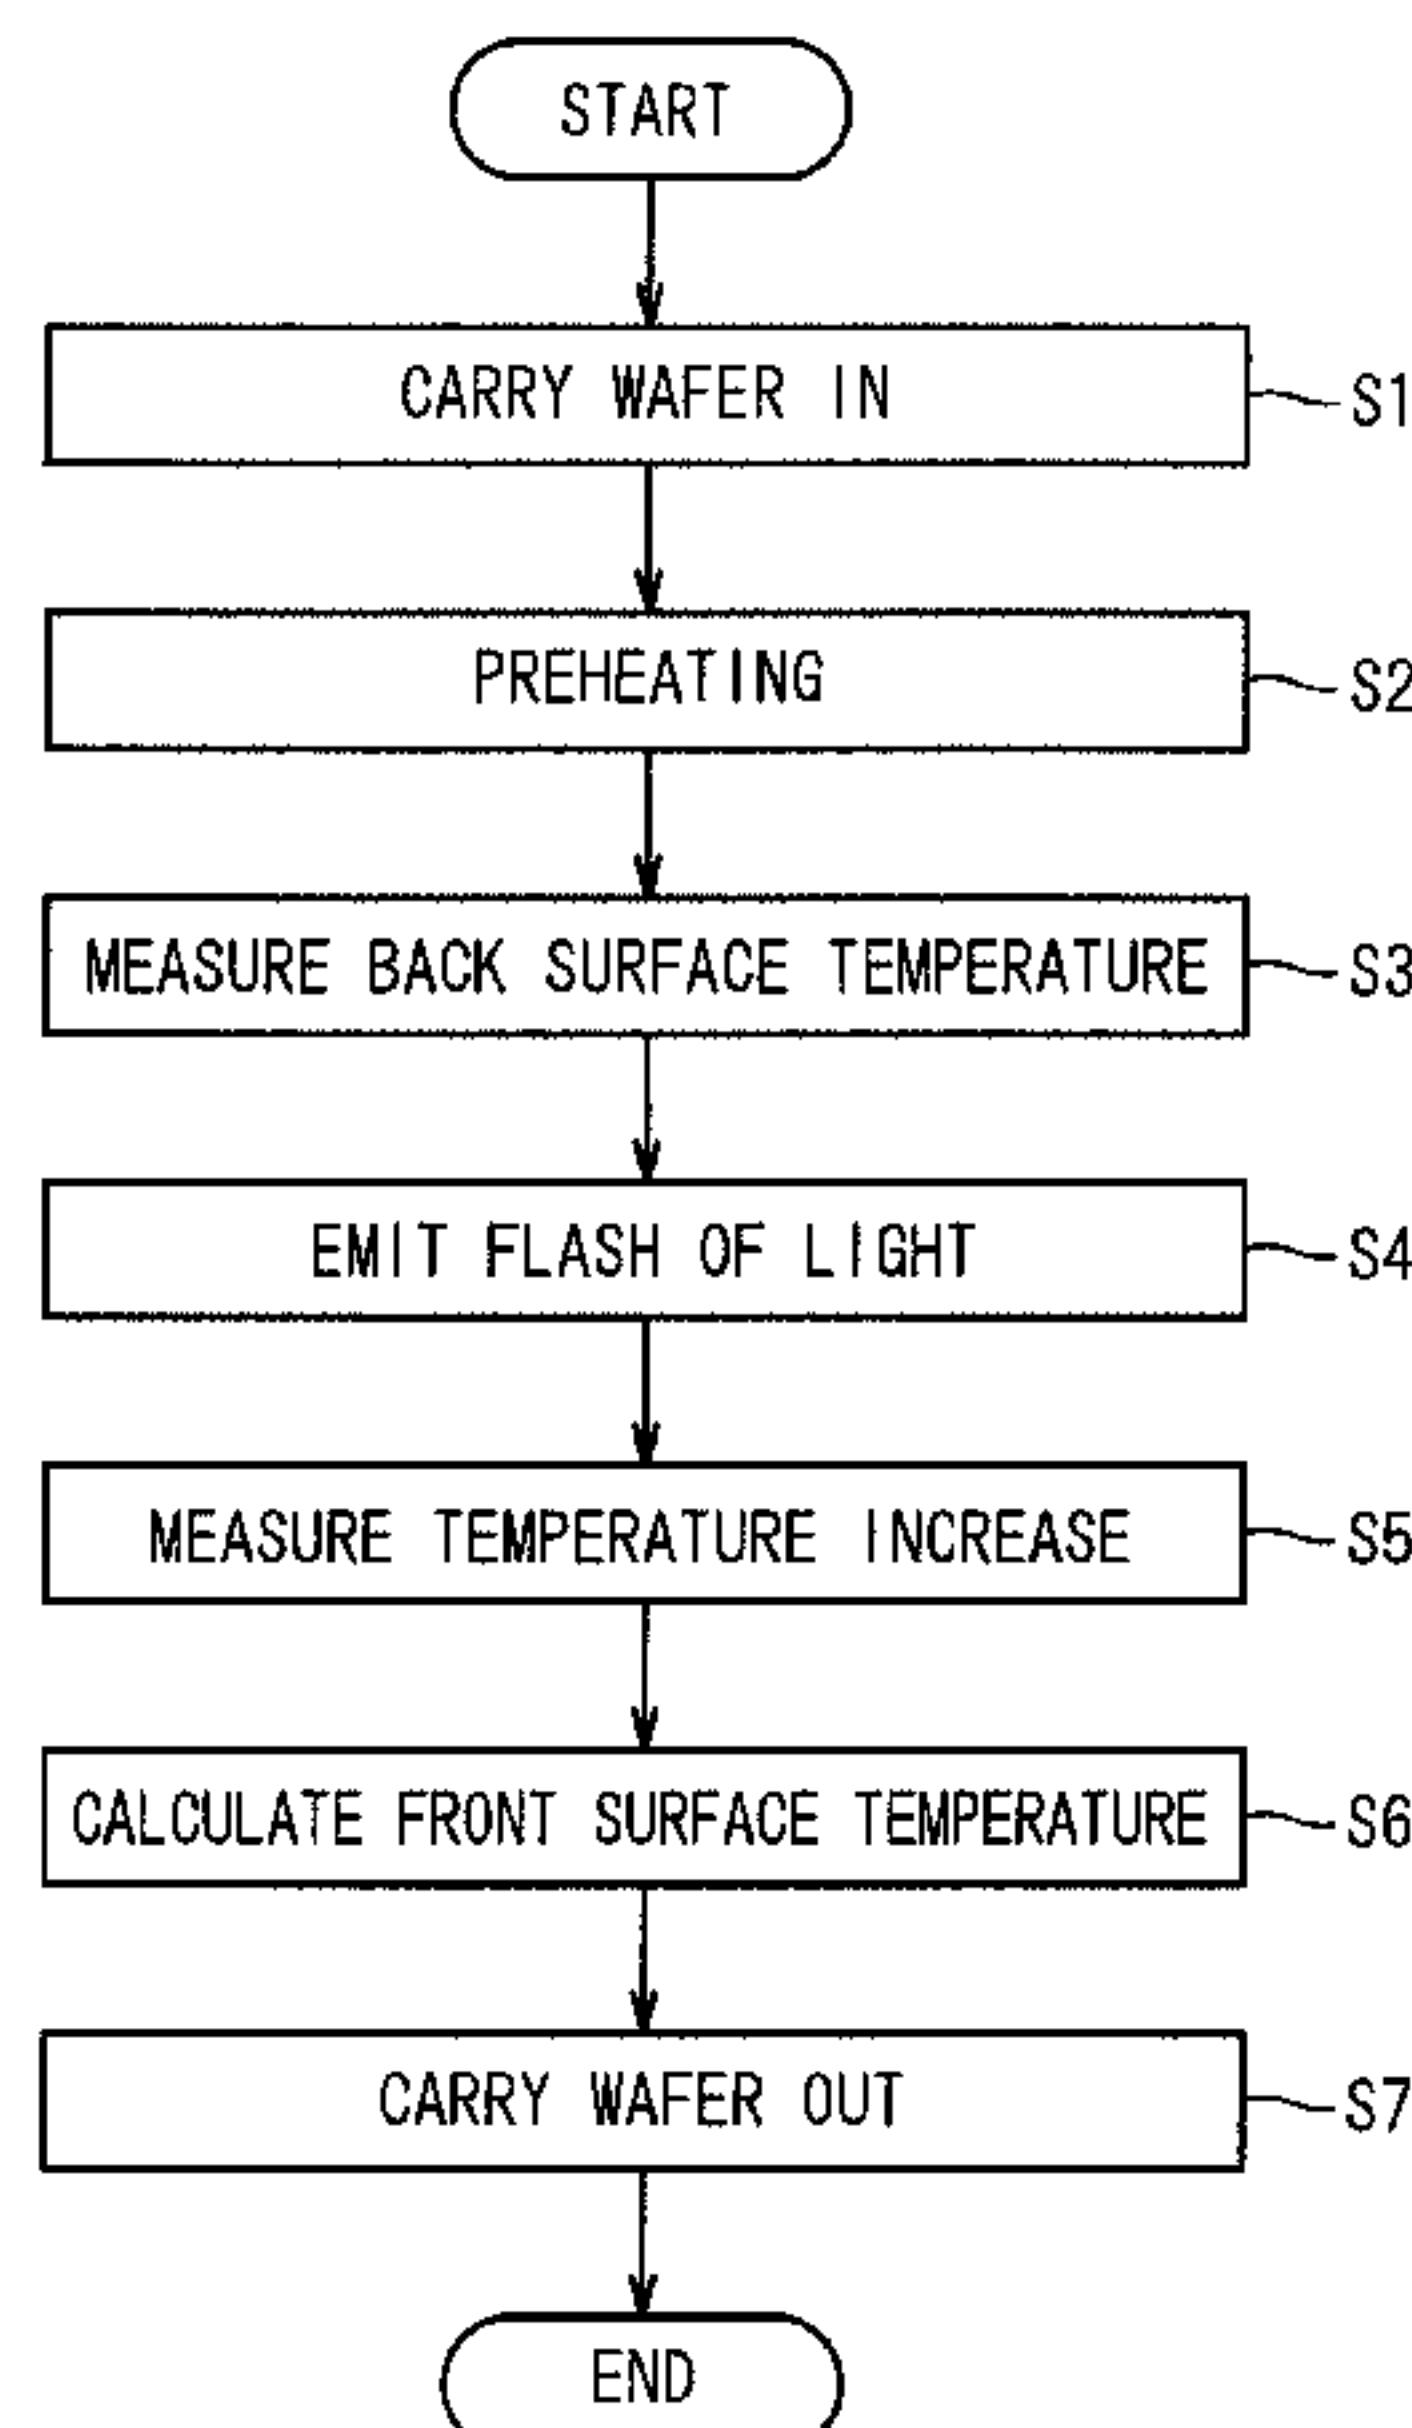 START
CARRY WAFER IN
S1
PREHEATING
S2
MEASURE BACK SURFACE TEMPERATURE
S3
EMIT FLASH OF LIGHT
S4
MEASURE TEMPERATURE INCREASE
S5
CALCULATE FRONT SURFACE TEMPERATURE
S6
CARRY WAFER OUT
S7
END